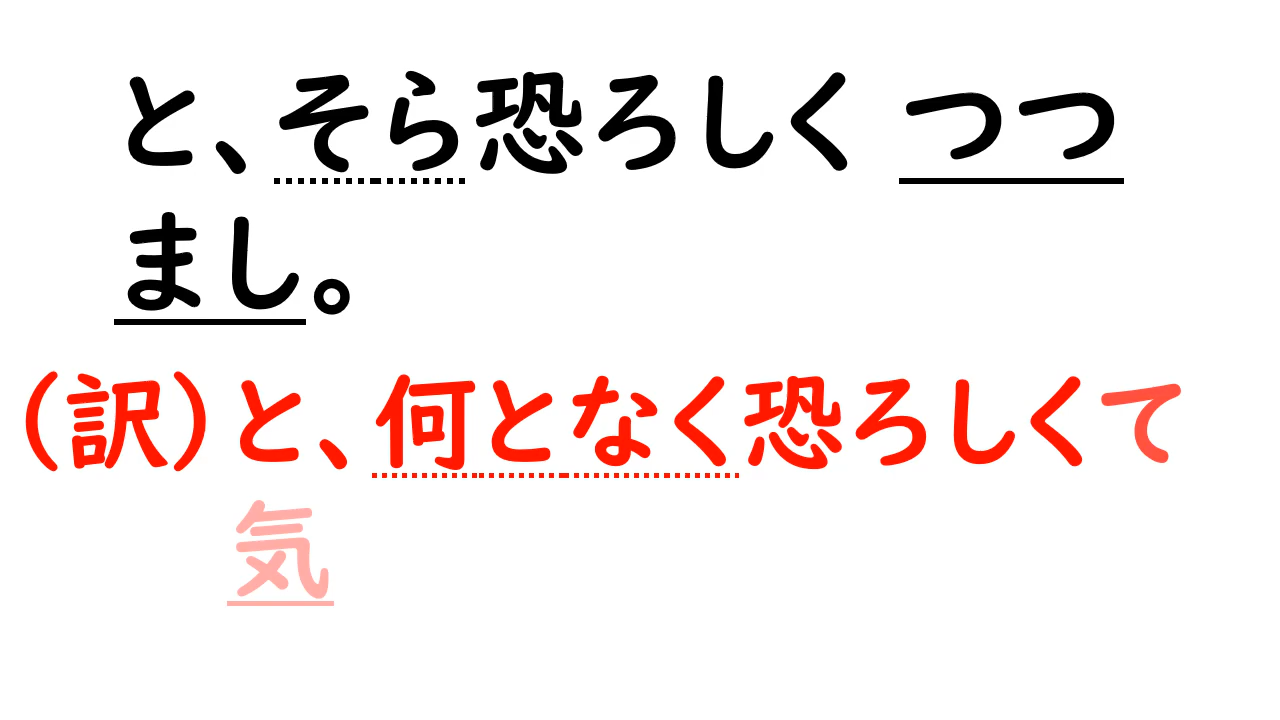 と、そら恐ろしく つつ
まし。
（訳）と、何となく恐ろしくて
気